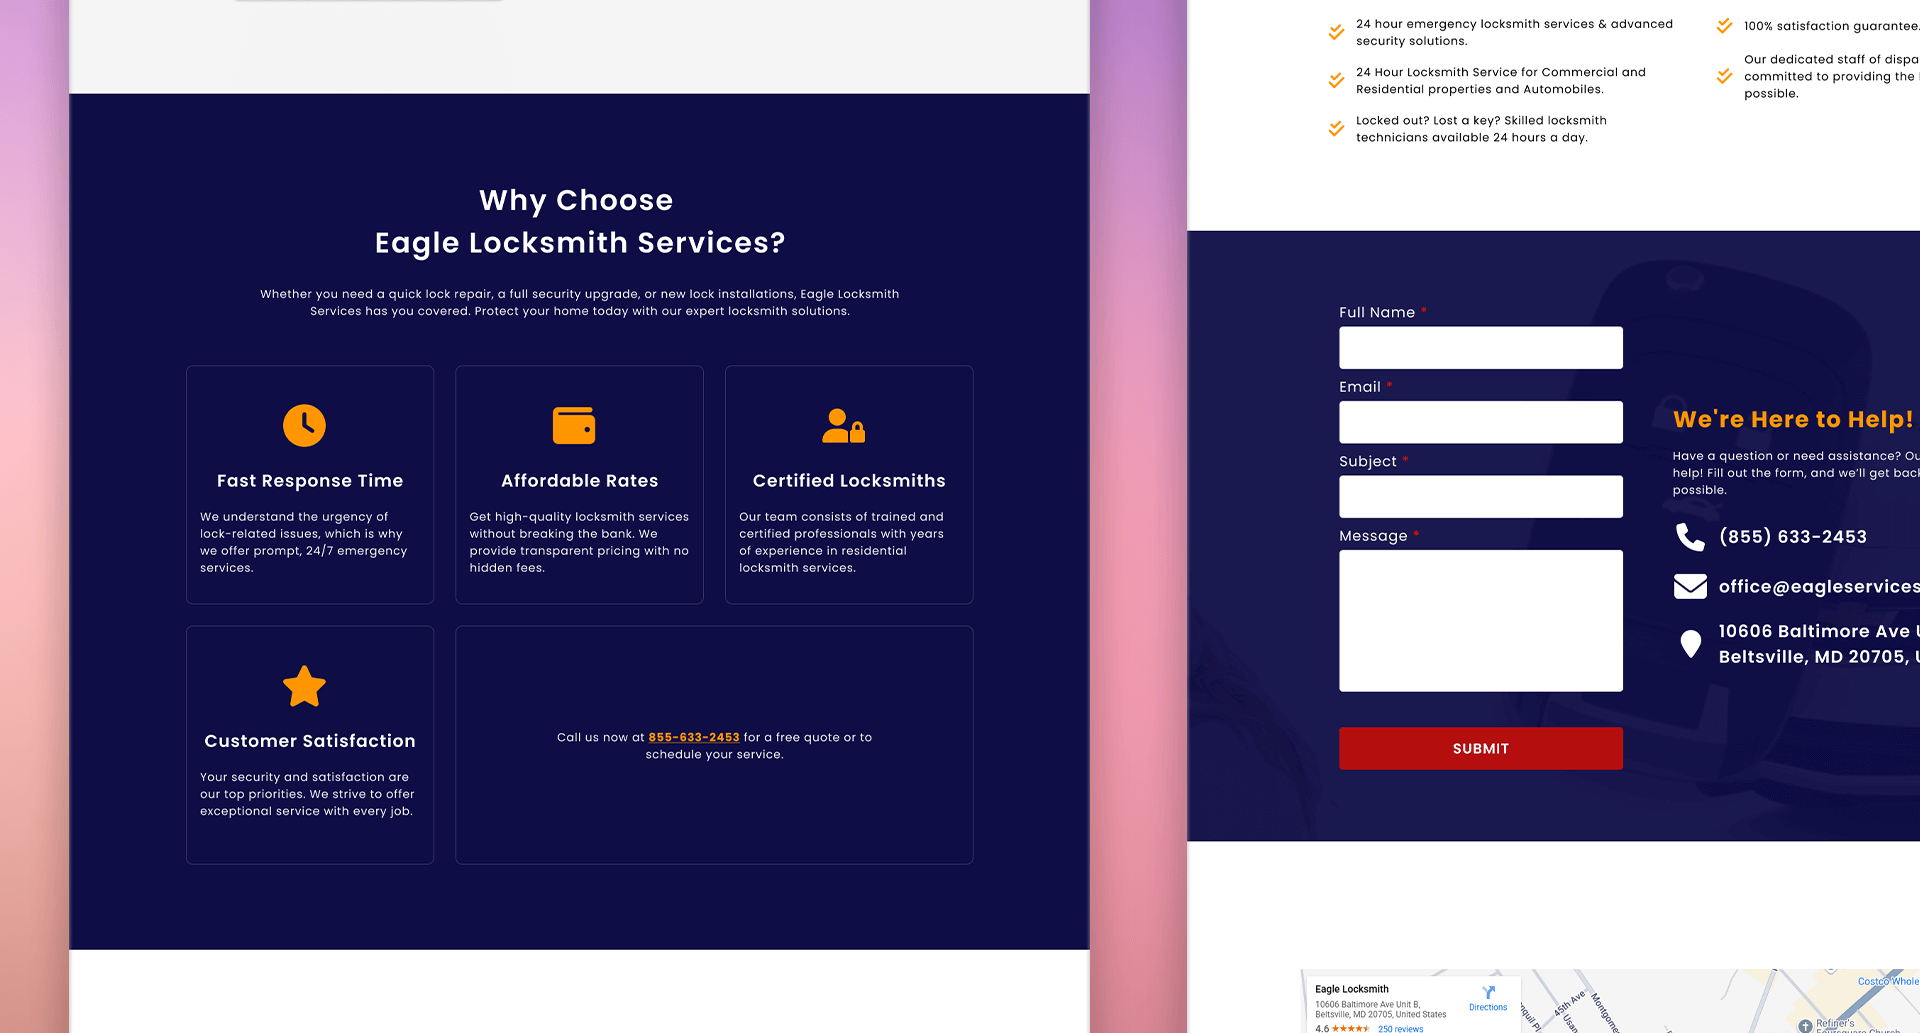 Why Choose
Eagle Locksmith Services?
Whether you need a quick lock repair, a full security upgrade, or new lock installations, Eagle Locksmith
Services has you covered. Protect your home today with our expert locksmith solutions.
Fast Response Time
We understand the urgency of
lock-related issues, which is why
we offer prompt, 24/7 emergency
services.
Affordable Rates
Get high-quality locksmith services
without breaking the bank. We
provide transparent pricing with no
hidden fees.
Certified Locksmiths
Our team consists of trained and
certified professionals with years
of experience in residential
locksmith services.
Customer Satisfaction
Your security and satisfaction are
our top priorities. We strive to offer
exceptional service with every job.
Call us now at 855-633-2453 for a free quote or to
schedule your service.
24 hour emergency locksmith services & advanced
security solutions.
24 Hour Locksmith Service for Commercial and
Residential properties and Automobiles.
Locked out? Lost a key? Skilled locksmith
technicians available 24 hours a day.
100% satisfaction guarantee.
Our dedicated staff of dispa
committed to providing the
possible.
Full Name *
Email *
Subject *
Message *
SUBMIT
We're Here to Help!
Have a question or need assistance? Ou
help! Fill out the form, and we'll get back
possible.
(855) 633-2453
office@eagleservices
10606 Baltimore Ave U
Beltsville, MD 20705, U
Eagle Locksmith
10606 Baltimore Ave Unit B,
Beltsville, MD 20705, United States
4.6 ★★★★★ 250 reviews
Directions
45th Ave
Montgome
Costco Whole
Refiner's
Foursquare Church